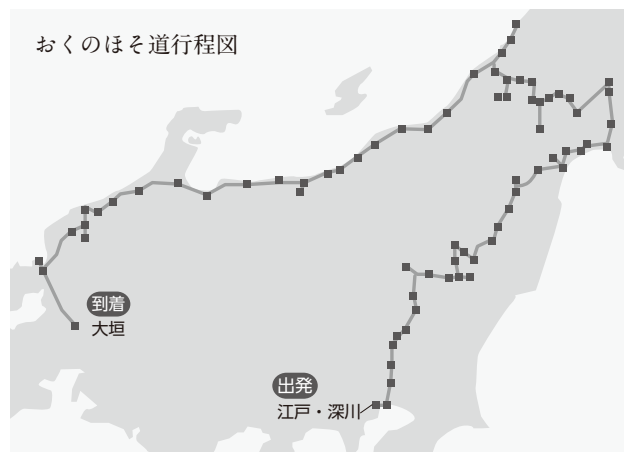 おくのほそ道行程図
到着
大垣
出発
江戸・深川